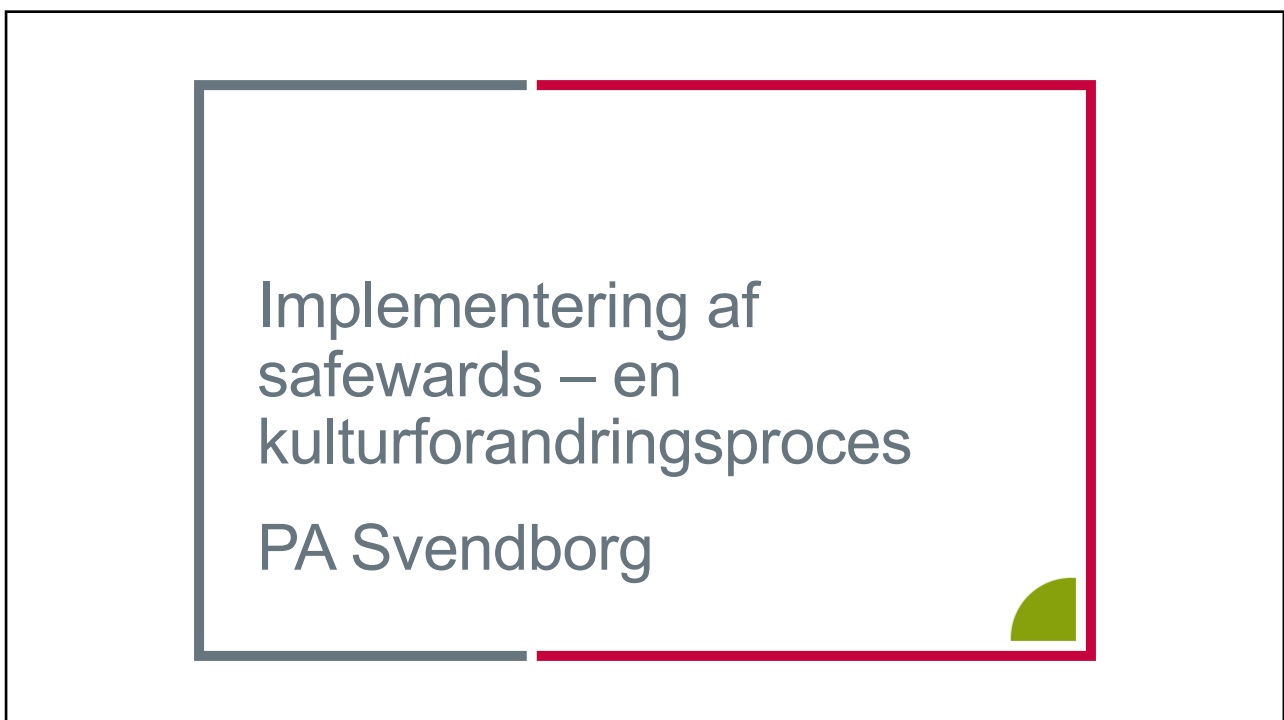 Implementering af
safewards – en
kulturforandringsproces
PA Svendborg